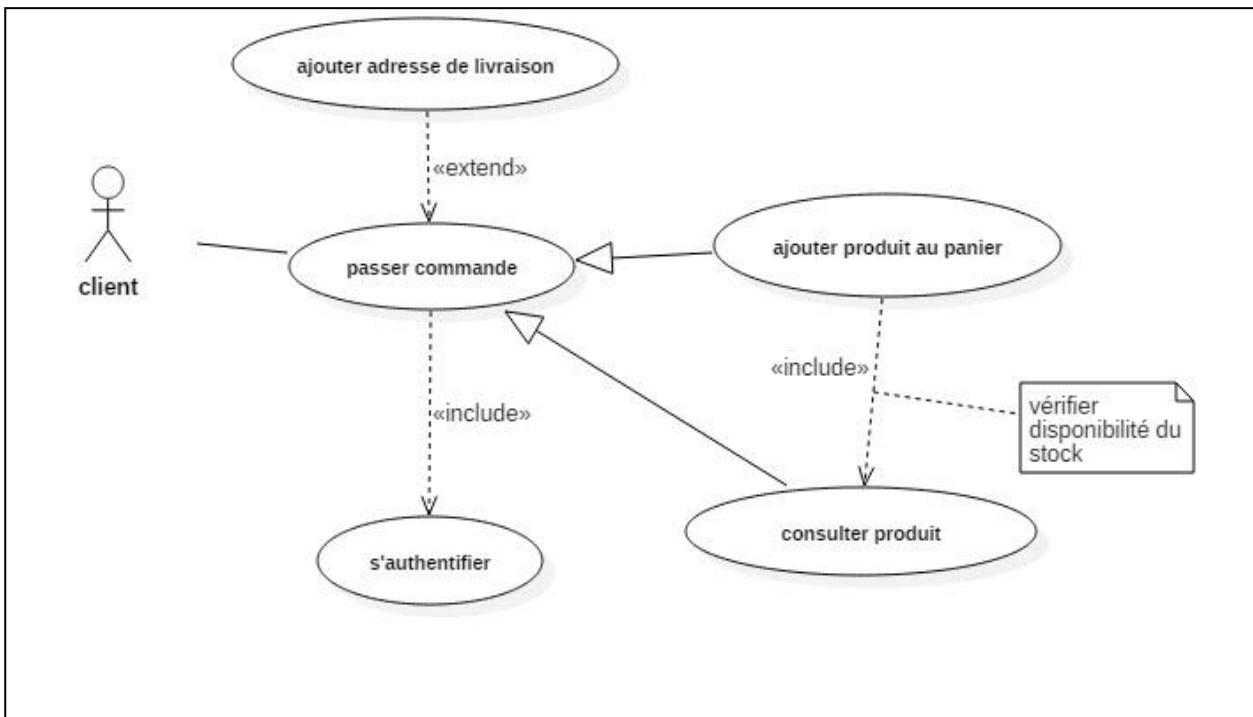 ajouter adresse de livraison
«extend»
client
passer commande
ajouter produit au panier
«include»
«include»
vérifier
disponibilité du
stock
consulter produit
s'authentifier